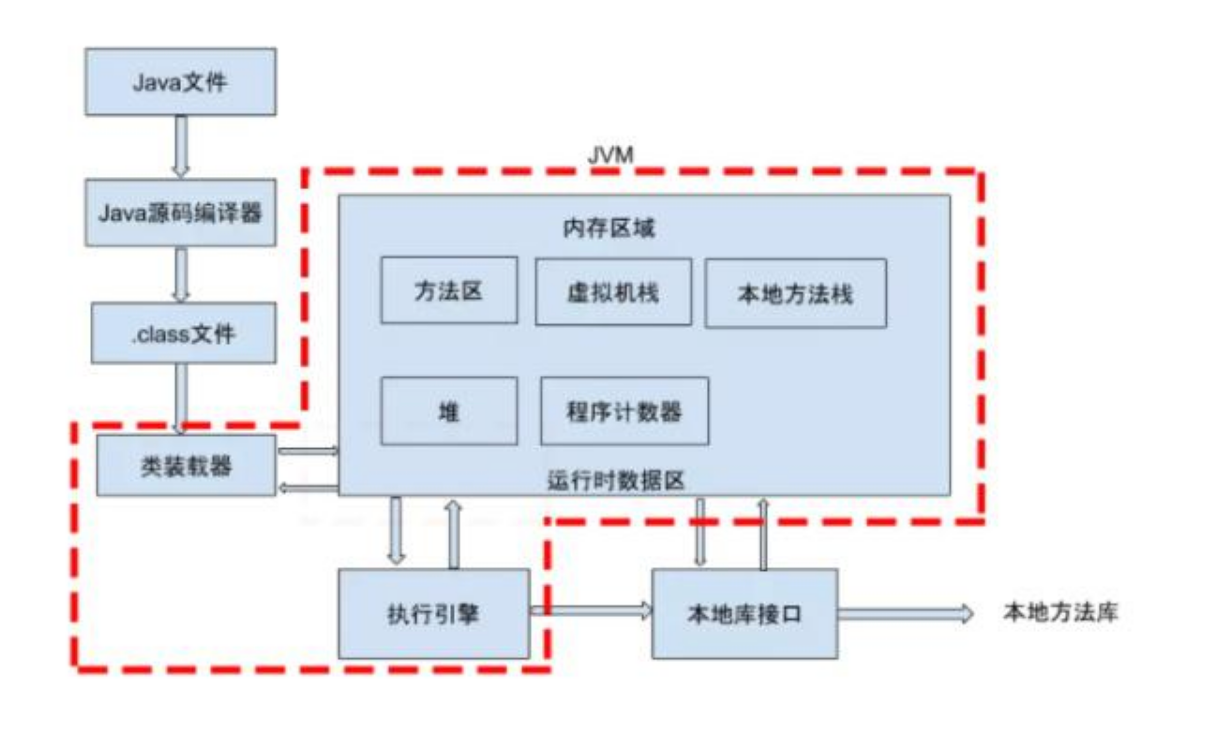 Java文件
JVM
Java源码编译器
内存区域
方法区
虚拟机栈
本地方法栈
.class文件
堆
程序计数器
类装载器
运行时数据区
执行引擎
本地库接口
本地方法库